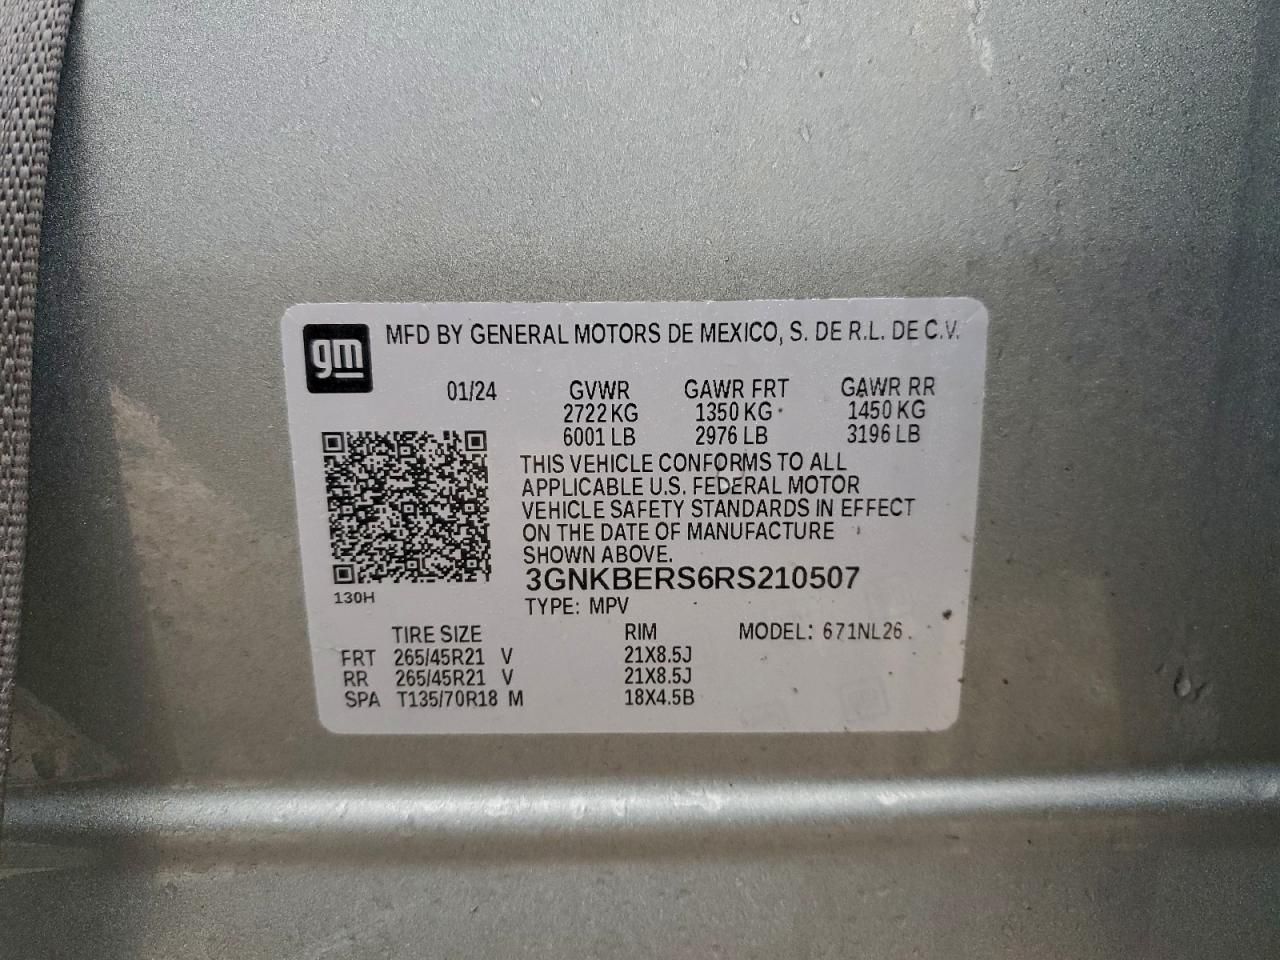 gm
MFD BY GENERAL MOTORS DE MEXICO, S. DE R.L. DE C.V.
01/24 GVWR GAWR FRT GAWR RR
2722 KG 1350 KG 1450 KG
6001 LB 2976 LB 3196 LB
THIS VEHICLE CONFORMS TO ALL
APPLICABLE U.S. FEDERAL MOTOR
VEHICLE SAFETY STANDARDS IN EFFECT
ON THE DATE OF MANUFACTURE
SHOWN ABOVE.
3GNKBERS6RS210507
130H
TYPE: MPV
TIRE SIZE RIM MODEL: 671NL26
FRT 265/45R21 V 21X8.5J
RR 265/45R21 V 21X8.5J
SPA T135/70R18 M 18X4.5B